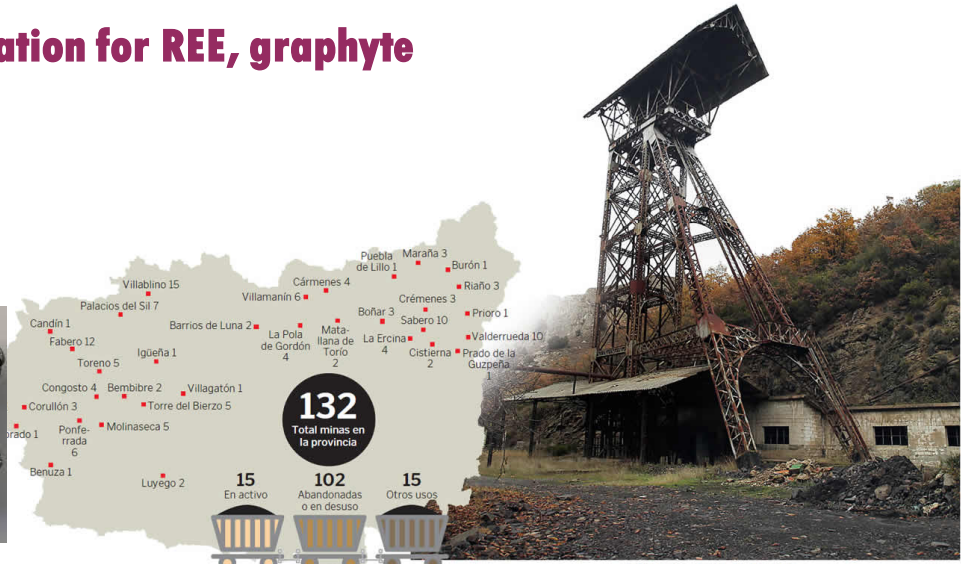 ation for REE, graphyte
Puebla
de Lillo 1
Maraña 3
Burón 1
Villablino 15
Cármenes 4
Riaño 3
Villamanín 6
Crémenes 3
Palacios del Sil 7
Boñar 3
Prioro 1
Candín 1
Barrios de Luna 2
Sabero 10
Fabero 12
La Pola
de Gordón
4
Mata-
llana de
Torío
2
La Ercina
4
Valderrueda 10
Igüeña 1
Cistierna
2
Prado de la
Guzpeña
1
Toreno 5
Congosto 4
Bembibre 2
Villagatón 1
Corullón 3
Torre del Bierzo 5
orado 1
Ponfe-
rrada
6
Molinaseca 5
Benuza 1
Luyego 2
132
Total minas en
la provincia
15
En activo
102
Abandonadas
o en desuso
15
Otros usos